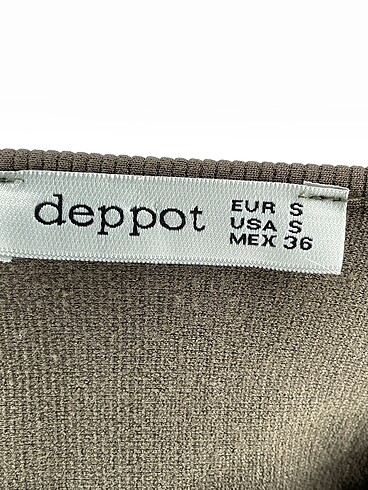 deppot
EUR S
USA S
MEX 36